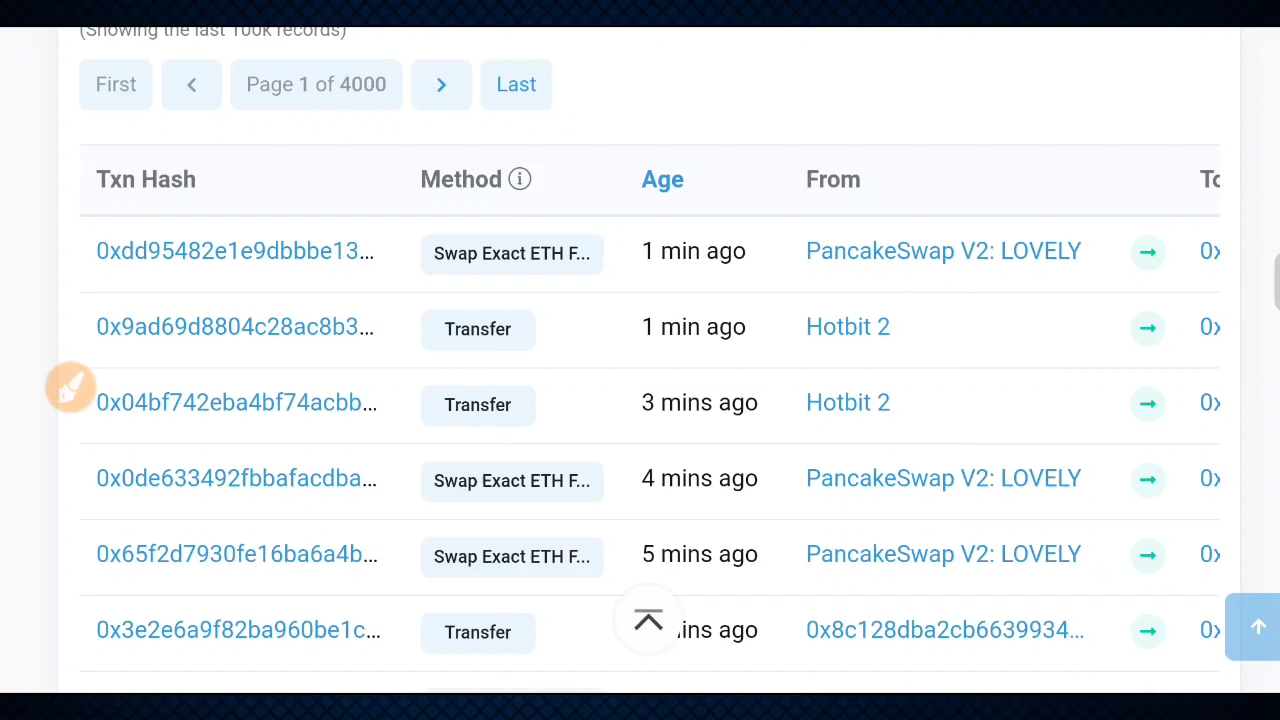 (Showing the last 100k records)
First < Page 1 of 4000 > Last
Txn Hash Method Age From
0xdd95482e1e9dbbbe13... Swap Exact ETH F... 1 min ago PancakeSwap V2: LOVELY 0x
0x9ad69d8804c28ac8b3... Transfer 1 min ago Hotbit 2 0x
0x04bf742eba4bf74acbb... Transfer 3 mins ago Hotbit 2 0x
0x0de633492fbbafacdba... Swap Exact ETH F... 4 mins ago PancakeSwap V2: LOVELY 0x
0x65f2d7930fe16ba6a4b... Swap Exact ETH F... 5 mins ago PancakeSwap V2: LOVELY 0x
0x3e2e6a9f82ba960be1c... Transfer ago 0x8c128dba2cb6639934... 0x